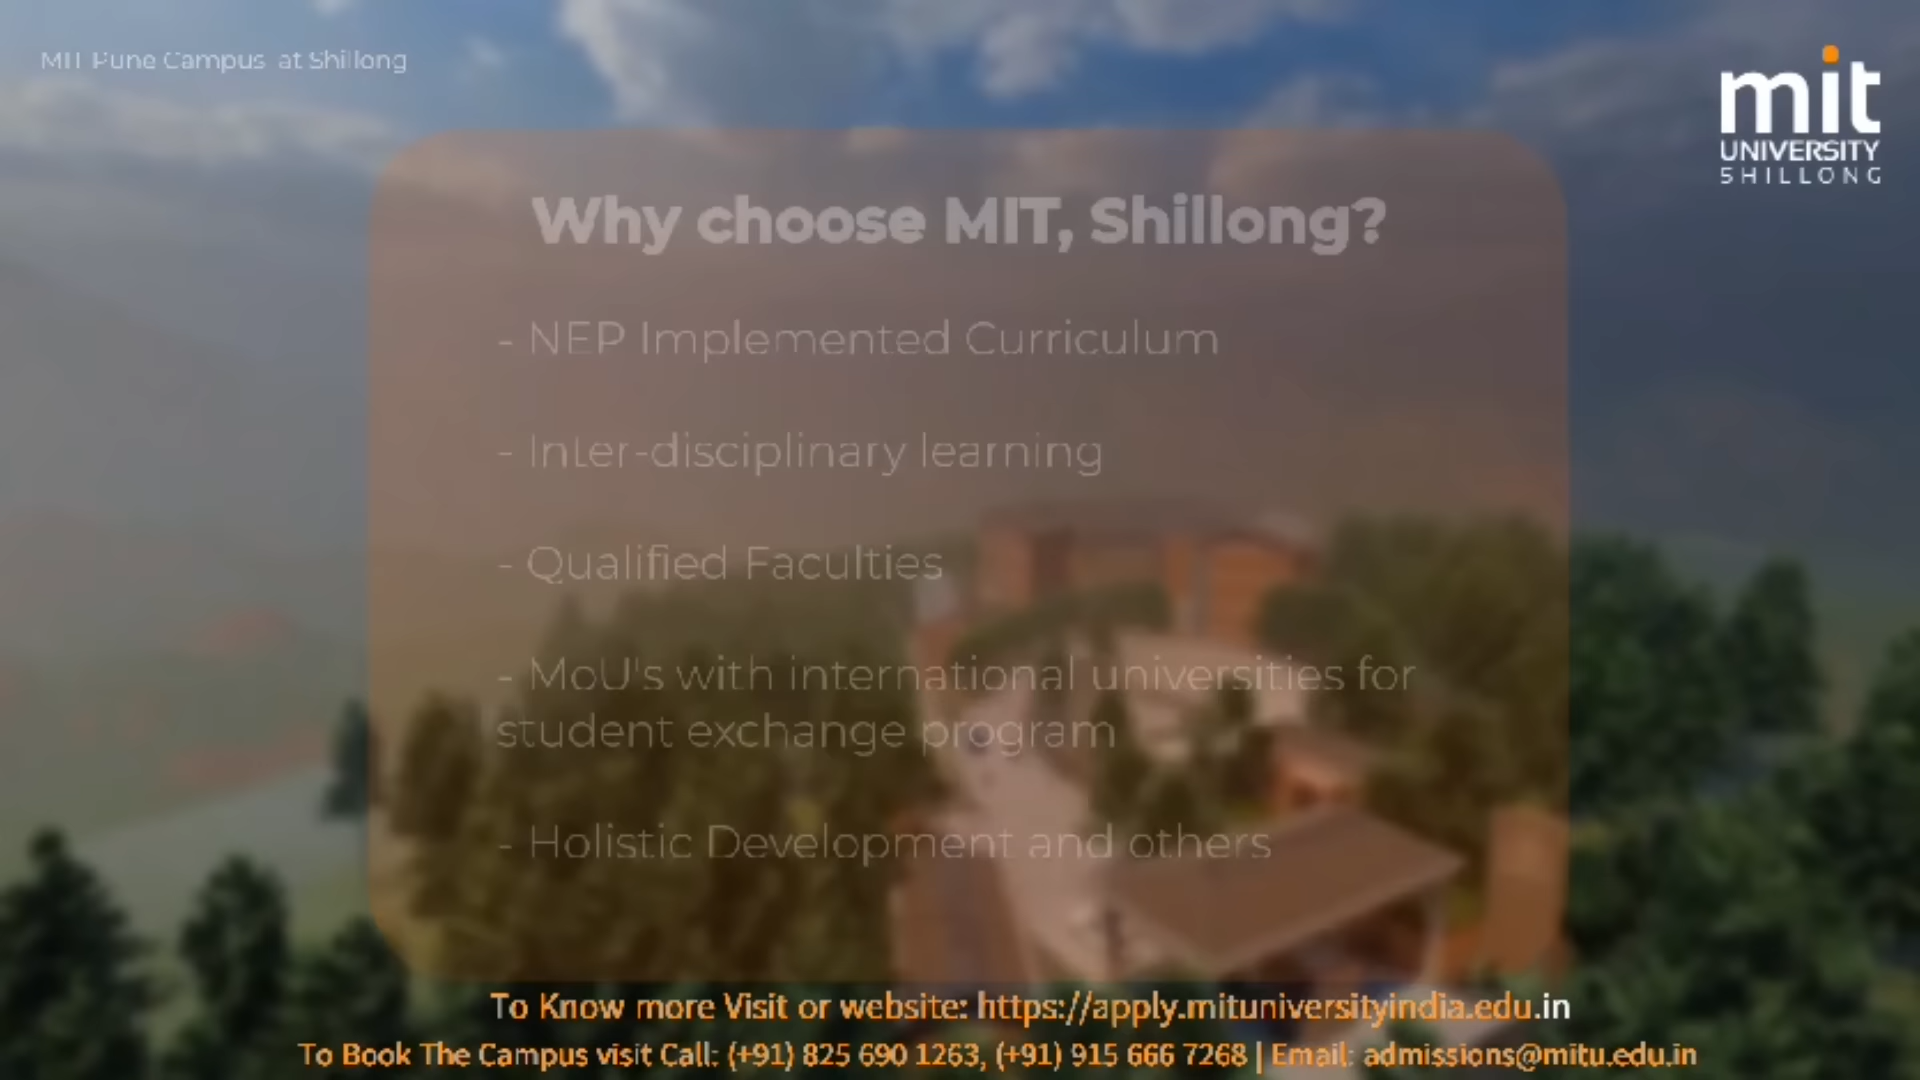 MIT Pune Campus at Shillong
mit
UNIVERSITY
SHILLONG
Why choose MIT, Shillong?
- NEP Implemented Curriculum
- Inter-disciplinary learning
- Qualified Faculties
- MoU's with international universities for
student exchange program
- Holistic Development and others
To Know more Visit or website: https://apply.mituniversityindia.edu.in
To Book The Campus visit Call: (+91) 825 690 1263, (+91) 915 666 7268 | Email: admissions@mitu.edu.in